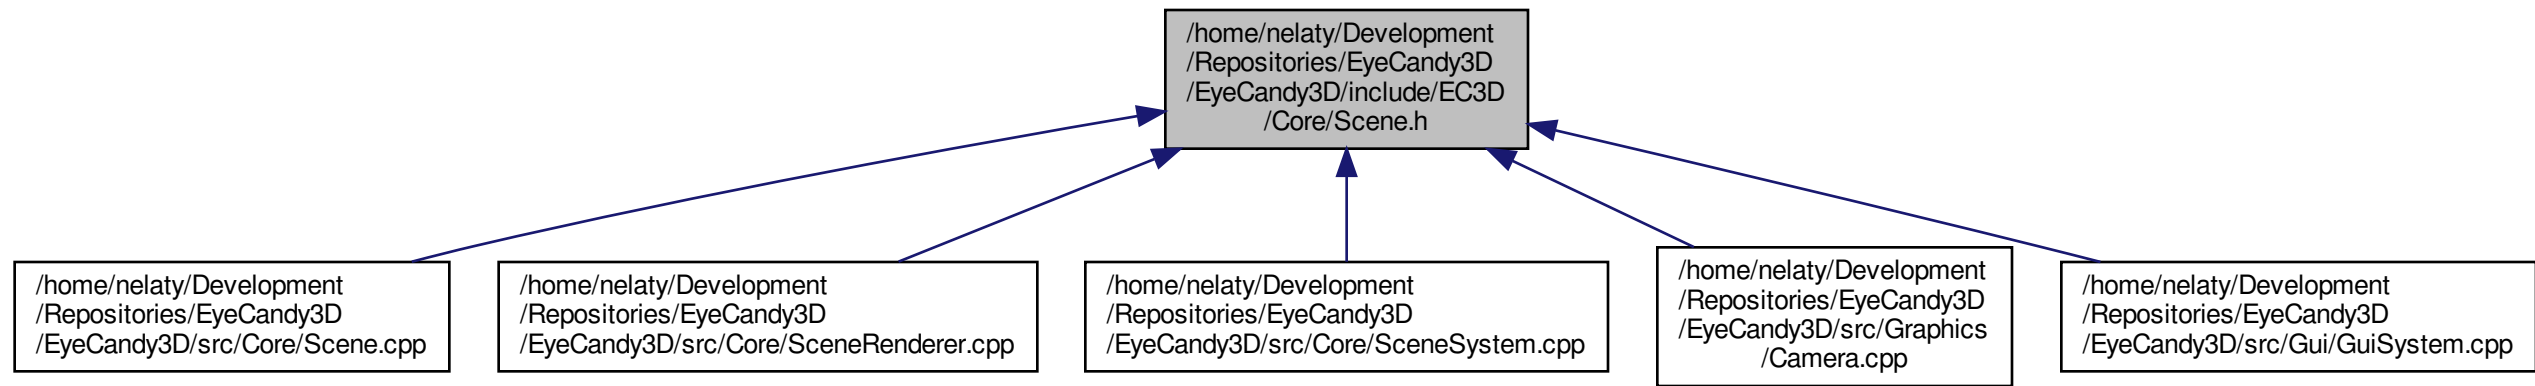 /home/nelaty/Development
/Repositories/EyeCandy3D
/EyeCandy3D/include/EC3D
/Core/Scene.h
/home/nelaty/Development
/Repositories/EyeCandy3D
/EyeCandy3D/src/Core/Scene.cpp
/home/nelaty/Development
/Repositories/EyeCandy3D
/EyeCandy3D/src/Core/SceneRenderer.cpp
/home/nelaty/Development
/Repositories/EyeCandy3D
/EyeCandy3D/src/Core/SceneSystem.cpp
/home/nelaty/Development
/Repositories/EyeCandy3D
/EyeCandy3D/src/Graphics
/Camera.cpp
/home/nelaty/Development
/Repositories/EyeCandy3D
/EyeCandy3D/src/Gui/GuiSystem.cpp